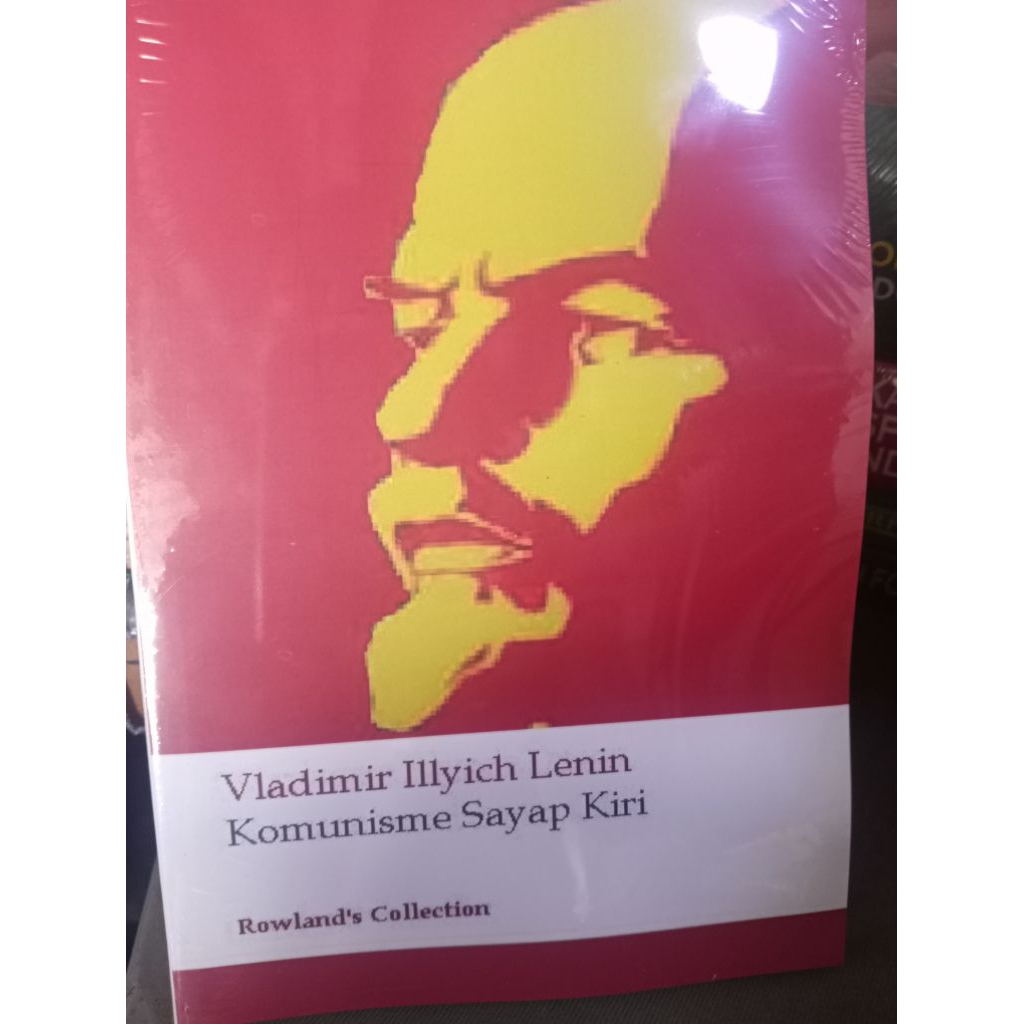 Vladimir Illyich Lenin
Komunisme Sayap Kiri
Rowland's Collection